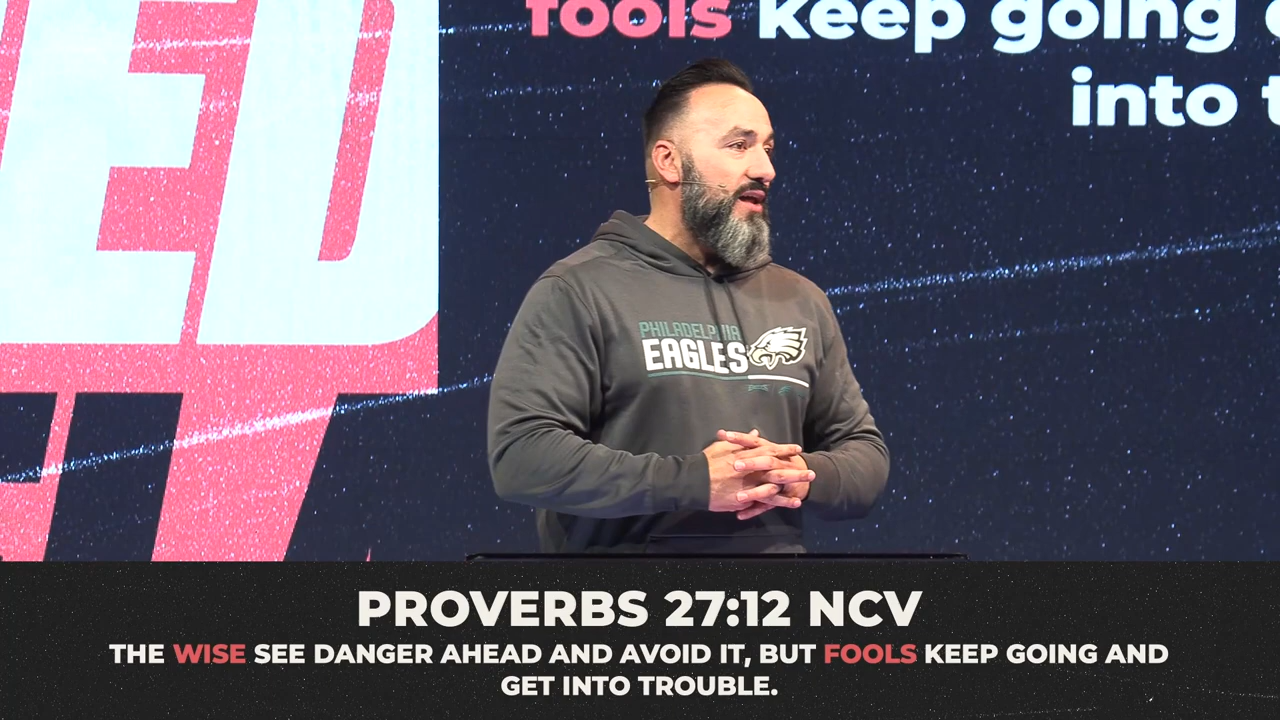 ED
fools keep going
into
PHILADELPHIA
EAGLES
PROVERBS 27:12 NCV
THE WISE SEE DANGER AHEAD AND AVOID IT, BUT FOOLS KEEP GOING AND
GET INTO TROUBLE.